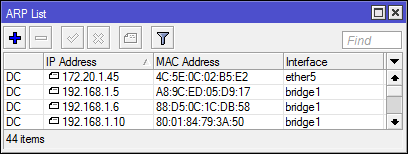 ARP List
Find
IP Address MAC Address Interface
DC 172.20.1.45 4C:5E:0C:02:B5:E2 ether5
DC 192.168.1.5 A8:9C:ED:05:D9:17 bridge1
DC 192.168.1.6 88:D5:0C:1C:DB:58 bridge1
DC 192.168.1.10 80:01:84:79:3A:50 bridge1
44 items